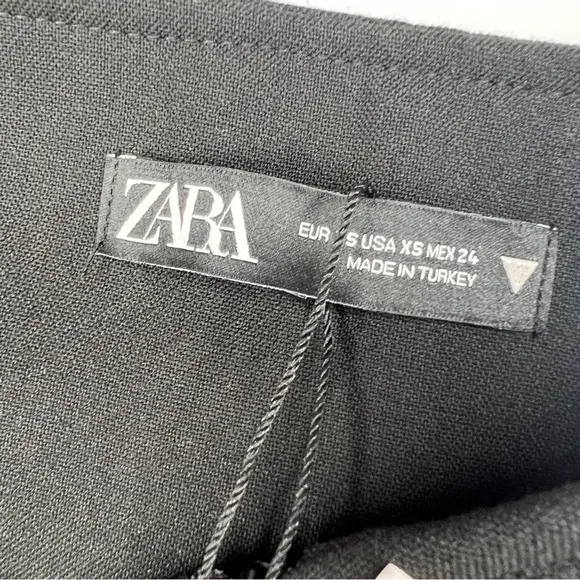 ZARA
EUR S USA XS MEX 24
MADE IN TURKEY